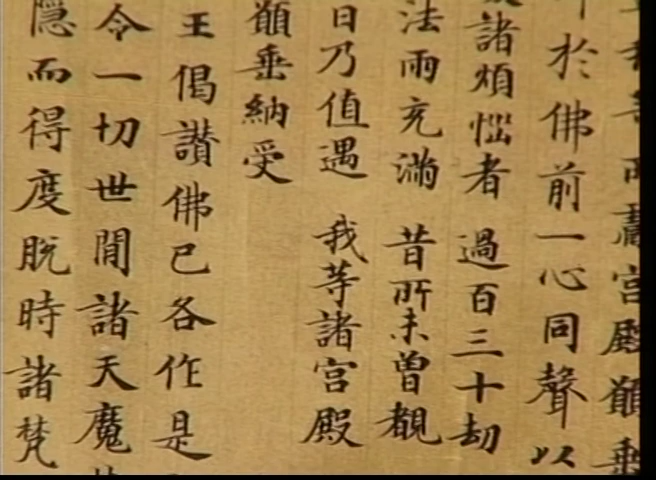 宮殿願垂
於佛前一心同聲以
諸煩惱者　過百三十劫
法雨充滿　昔所未曾覩
日乃值遇　我等諸宮殿
願垂納受
王偈讚佛已各作是
令一切世間諸天魔
隱而得度脫時諸梵